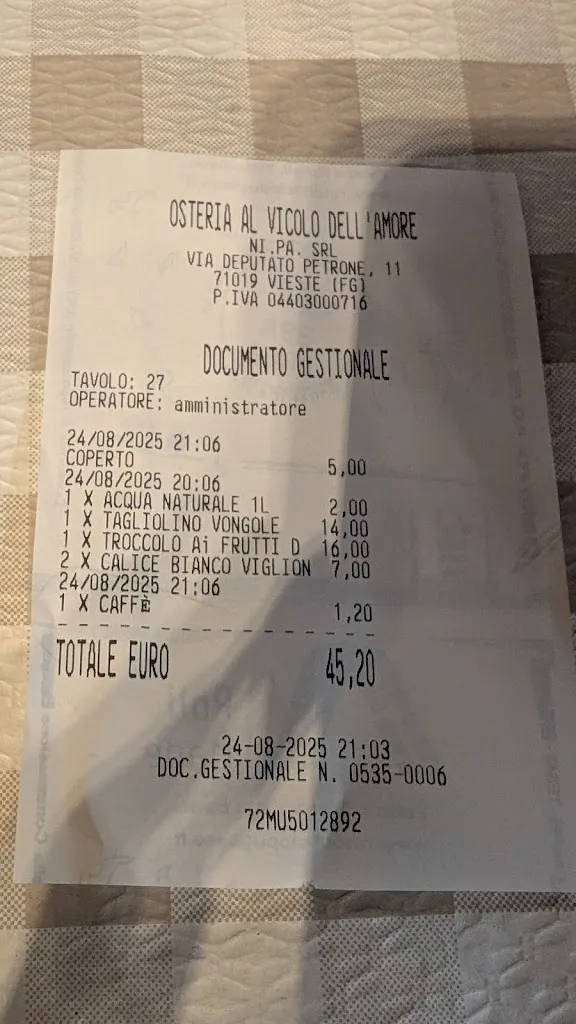 OSTERIA AL VICOLO DELL'AMORE
NI.PA. SRL
VIA DEPUTATO PETRONE, 11
71019 VIESTE (FG)
P.IVA 04403000716
DOCUMENTO GESTIONALE
TAVOLO: 27
OPERATORE: amministratore
24/08/2025 21:06
COPERTO 5,00
24/08/2025 20:06
1 X ACQUA NATURALE 1L 2,00
1 X TAGLIOLINO VONGOLE 14,00
1 X TROCCOLO Ai FRUTTI D 16,00
2 X CALICE BIANCO VIGLION 7,00
24/08/2025 21:06
1 X CAFFÈ 1,20
TOTALE EURO 45,20
24-08-2025 21:03
DOC.GESTIONALE N. 0535-0006
72MU5012892